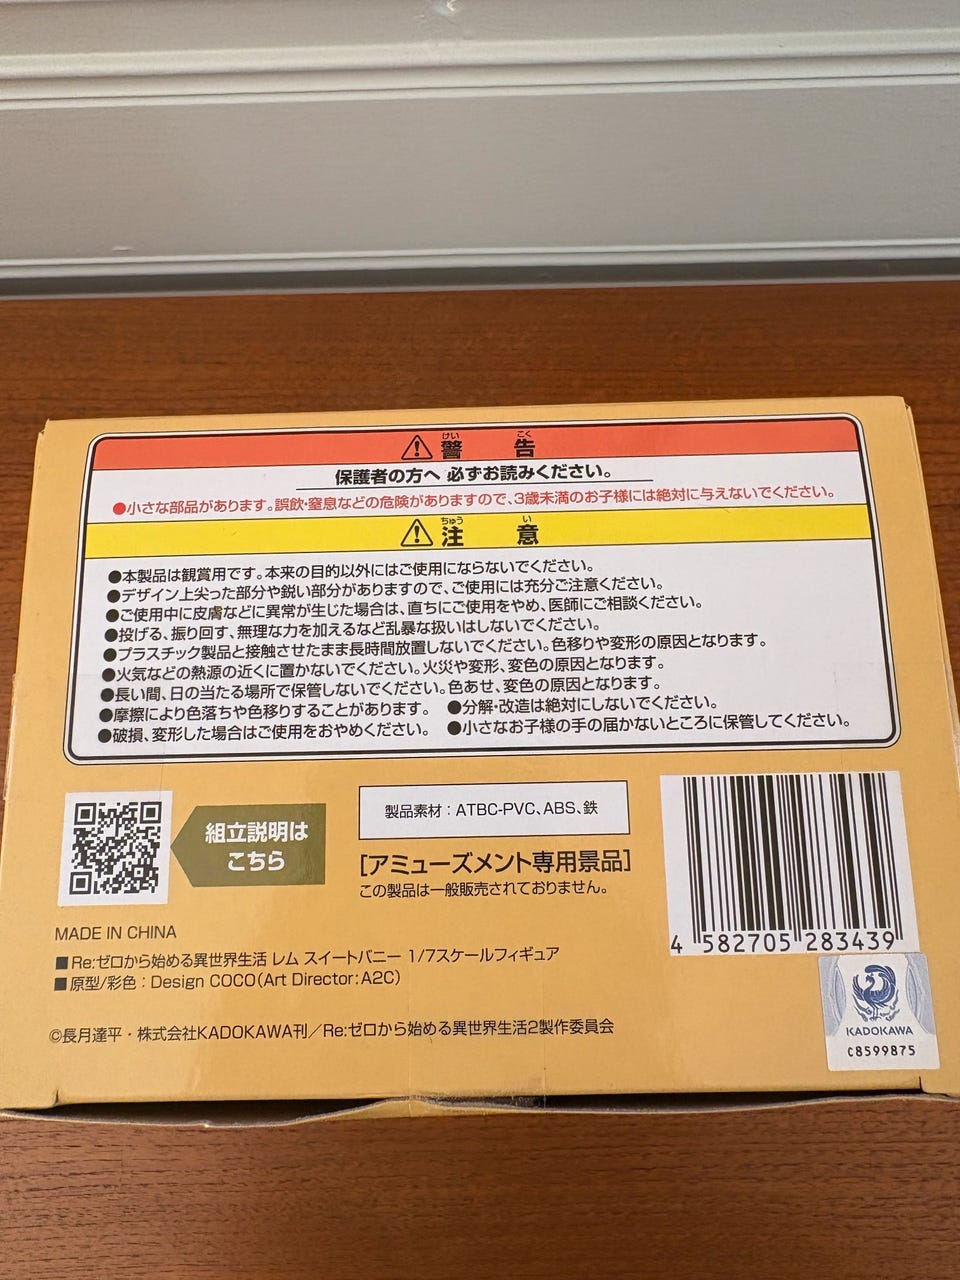 けい こく
⚠警 告
保護者の方へ 必ずお読みください。
●小さな部品があります。誤飲・窒息などの危険がありますので、3歳未満のお子様には絶対に与えないでください。
ちゅう い
⚠注 意
●本製品は観賞用です。本来の目的以外にはご使用にならないでください。
●デザイン上尖った部分や鋭い部分がありますので、ご使用には充分ご注意ください。
●ご使用中に皮膚などに異常が生じた場合は、直ちにご使用をやめ、医師にご相談ください。
●投げる、振り回す、無理な力を加えるなど乱暴な扱いはしないでください。
●プラスチック製品と接触させたまま長時間放置しないでください。色移りや変形の原因となります。
●火気などの熱源の近くに置かないでください。火災や変形、変色の原因となります。
●長い間、日の当たる場所で保管しないでください。色あせ、変色の原因となります。
●摩擦により色落ちや色移りすることがあります。 ●分解・改造は絶対にしないでください。
●破損、変形した場合はご使用をおやめください。 ●小さなお子様の手の届かないところに保管してください。
組立説明は
こちら
製品素材:ATBC-PVC、ABS、鉄
[アミューズメント専用景品]
この製品は一般販売されておりません。
4 582705 283439
MADE IN CHINA
■Re:ゼロから始める異世界生活 レム スイートバニー 1/7スケールフィギュア
■原型/彩色:Design COCO(Art Director:A2C)
©長月達平・株式会社KADOKAWA刊/Re:ゼロから始める異世界生活2製作委員会
KADOKAWA
C8599875